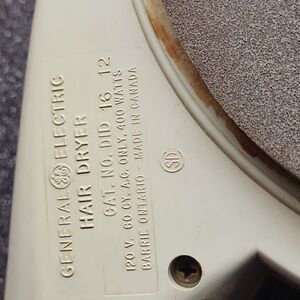 GENERAL GE ELECTRIC
HAIR DRYER
CAT. NO. DID 16 12
120 V. 60 CY. A.C. ONLY. 400 WATTS
BARRIE ONTARIO - MADE IN CANADA